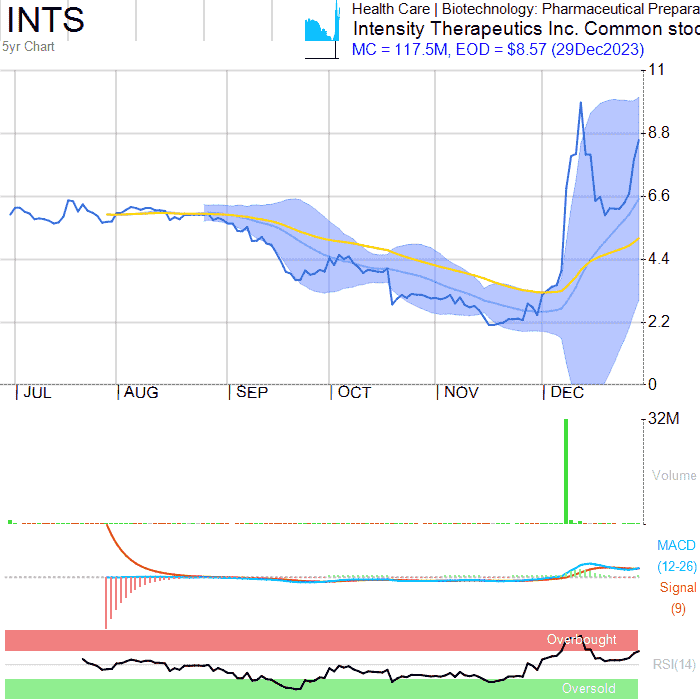 INTS
5yr Chart
Health Care | Biotechnology: Pharmaceutical Prepara
Intensity Therapeutics Inc. Common stoc
MC = 117.5M, EOD = $8.57 (29Dec2023)
11
8.8
6.6
4.4
2.2
0
JUL AUG SEP OCT NOV DEC
32M
Volume
MACD
(12-26)
Signal
(9)
Overbought
RSI(14)
Oversold